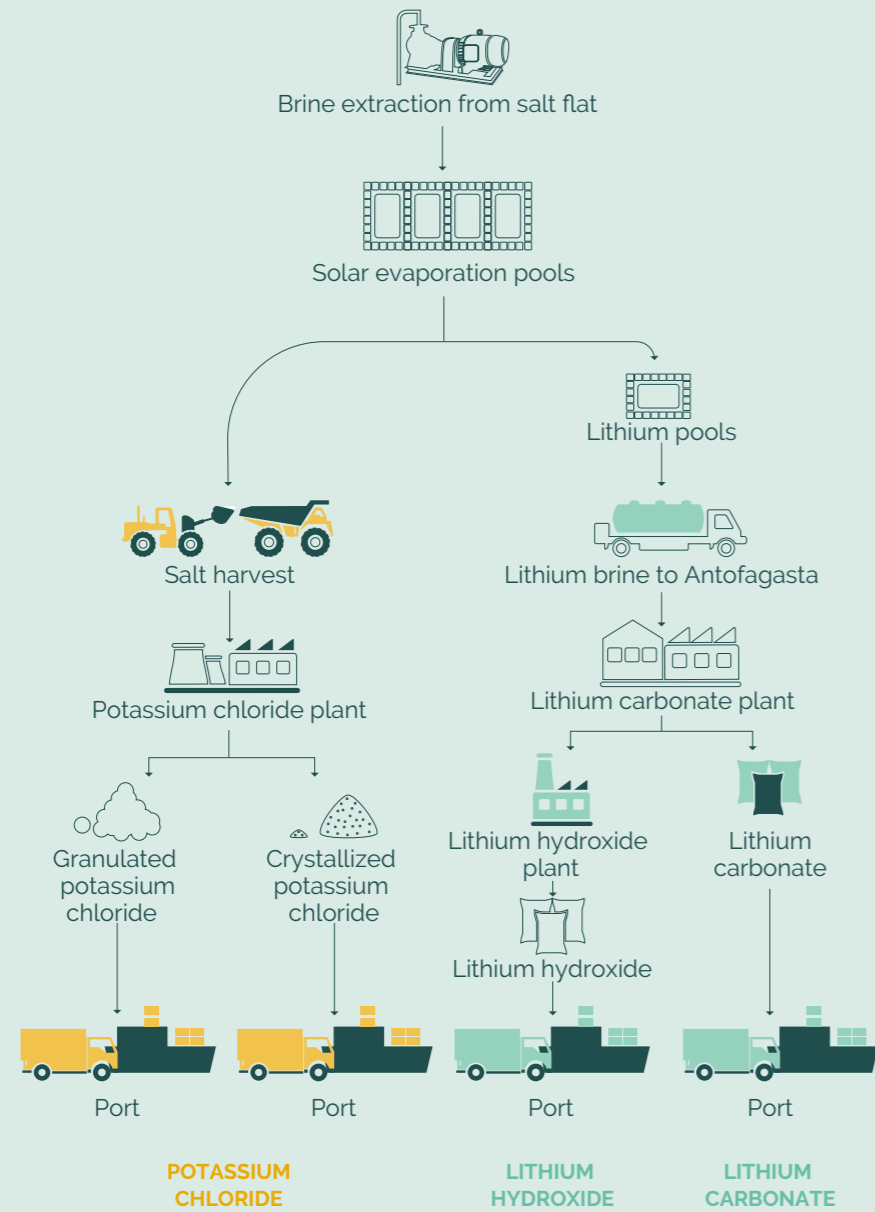 Brine extraction from salt flat
Solar evaporation pools
Lithium pools
Salt harvest
Lithium brine to Antofagasta
Potassium chloride plant
Lithium carbonate plant
Granulated
potassium
chloride
Crystallized
potassium
chloride
Lithium hydroxide
plant
Lithium
carbonate
Lithium hydroxide
Port
Port
Port
Port
POTASSIUM
CHLORIDE
LITHIUM
HYDROXIDE
LITHIUM
CARBONATE